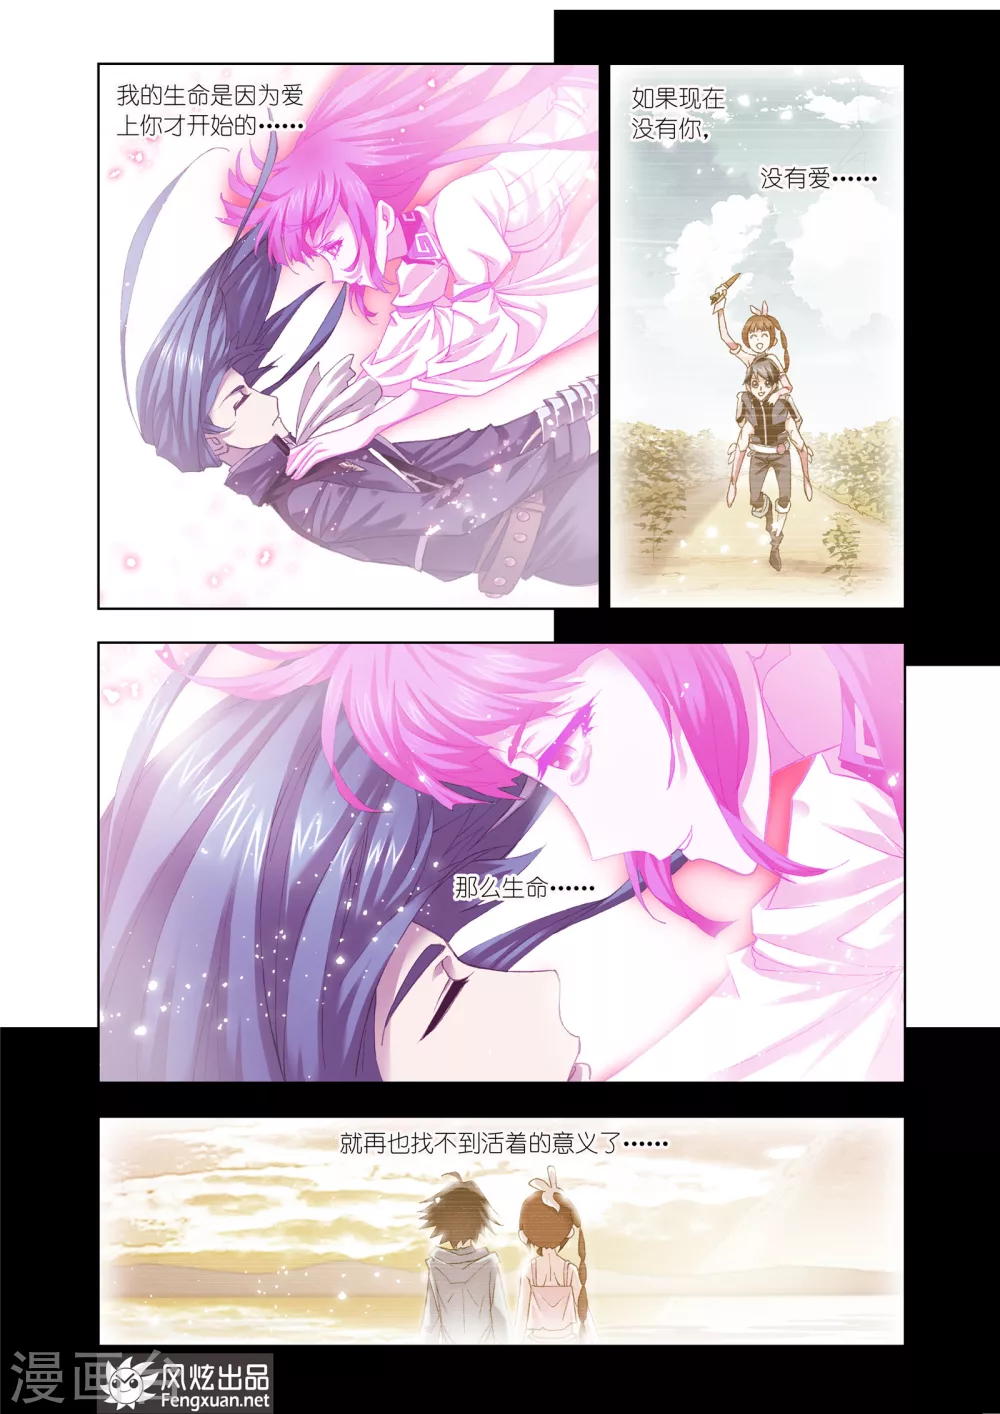 我的生命是因为爱
上你才开始的……
如果现在
没有你，
没有爱……
那么生命……
就再也找不到活着的意义了……
漫画台
风炫出品
Fengxuan.net